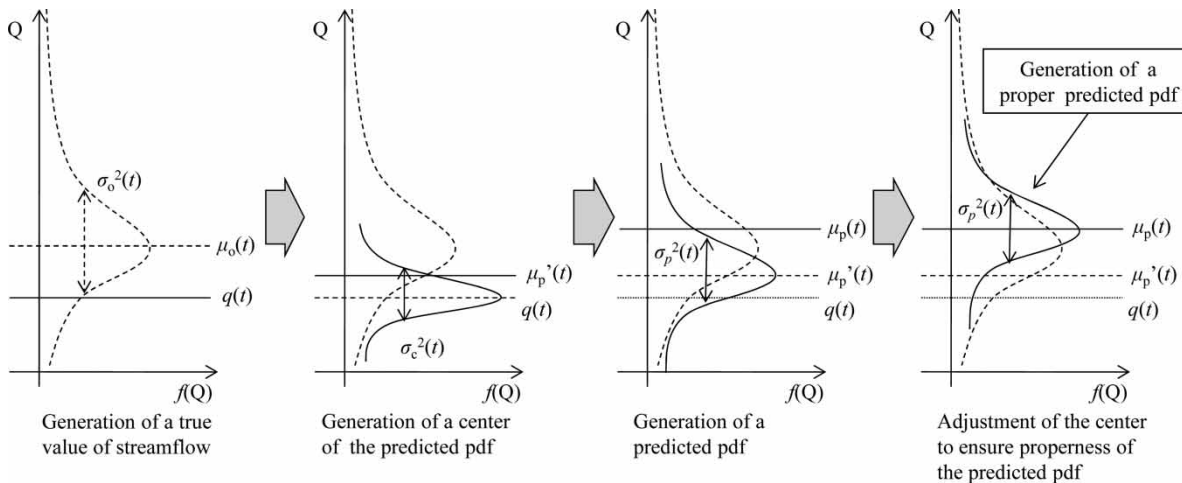 Q
σo²(t)
μo(t)
q(t)
f(Q)
Generation of a true
value of streamflow
Q
μp'(t)
q(t)
σc²(t)
f(Q)
Generation of a center
of the predicted pdf
Q
μp(t)
σp²(t)
μp'(t)
q(t)
f(Q)
Generation of a
predicted pdf
Q
Generation of a
proper predicted pdf
σp²(t)
μp(t)
μp'(t)
q(t)
f(Q)
Adjustment of the center
to ensure properness of
the predicted pdf